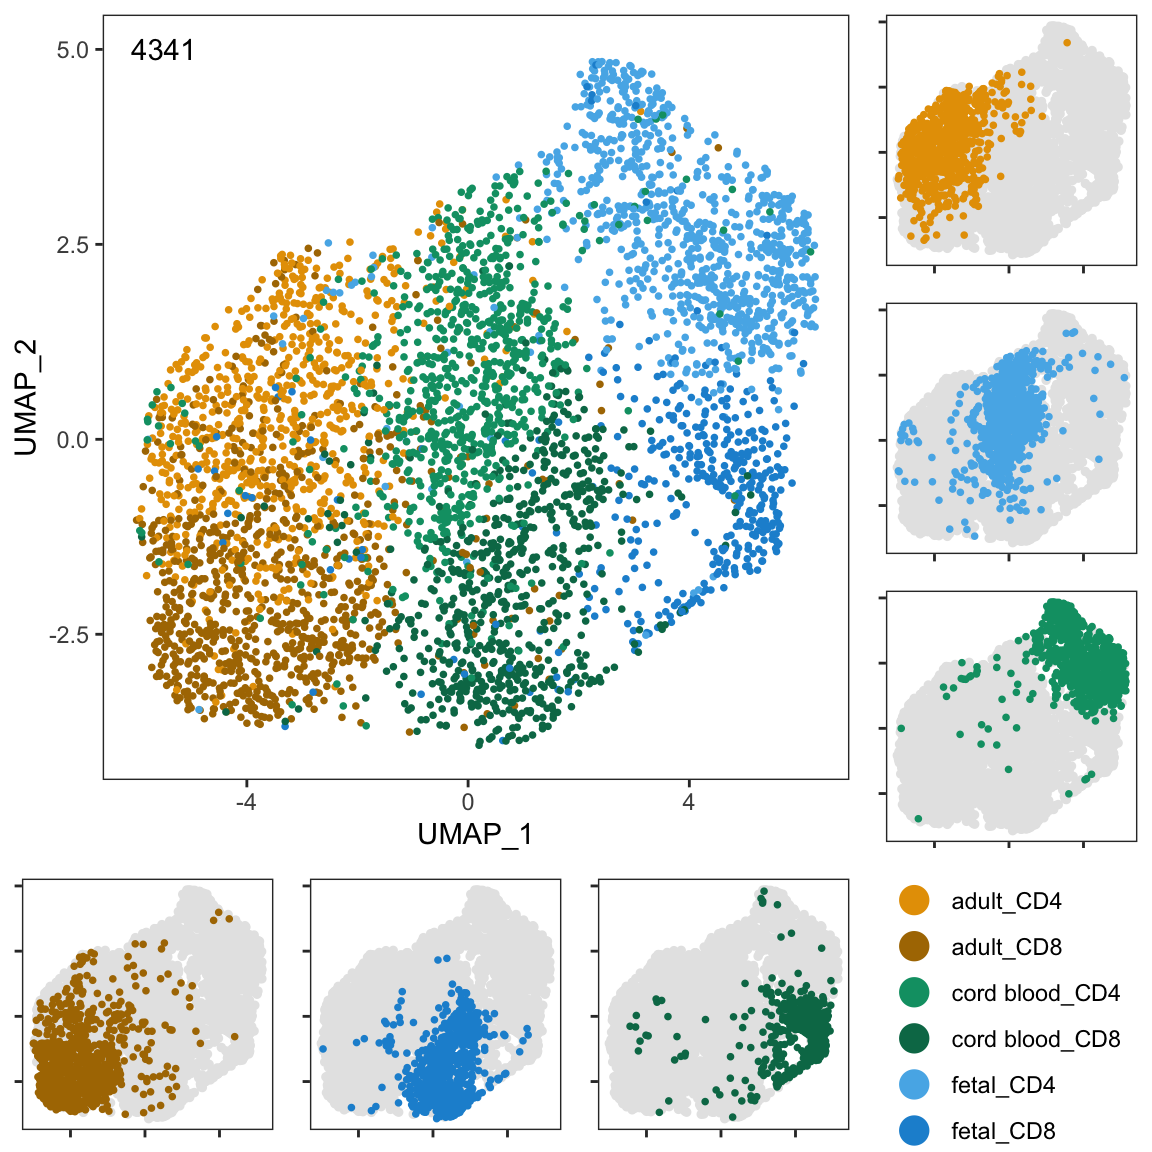 4341
5.0
2.5
0.0
-2.5
UMAP_2
-4
0
4
UMAP_1
adult_CD4
adult_CD8
cord blood_CD4
cord blood_CD8
fetal_CD4
fetal_CD8